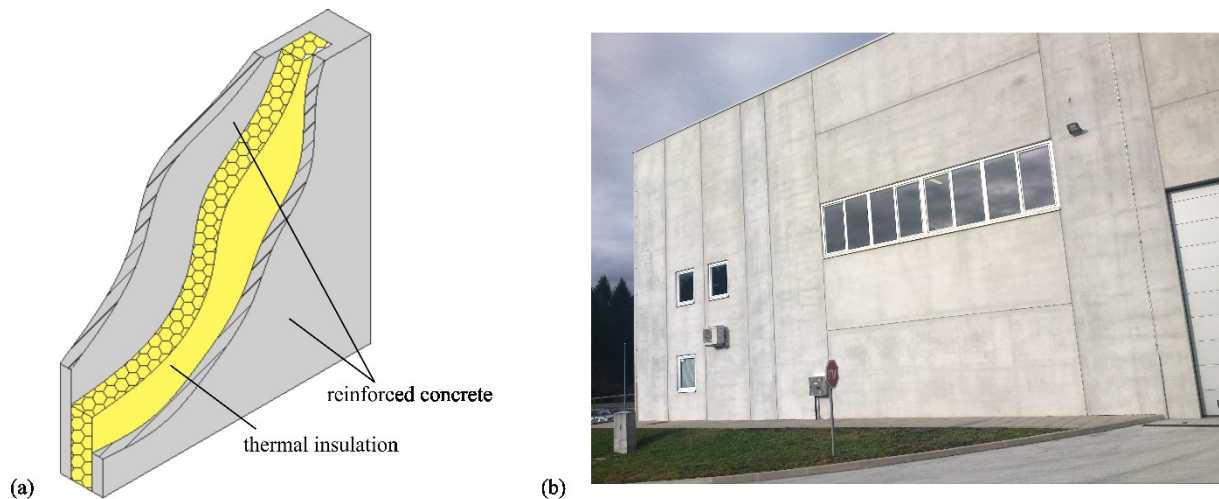 reinforced concrete
thermal insulation
(a)
(b)